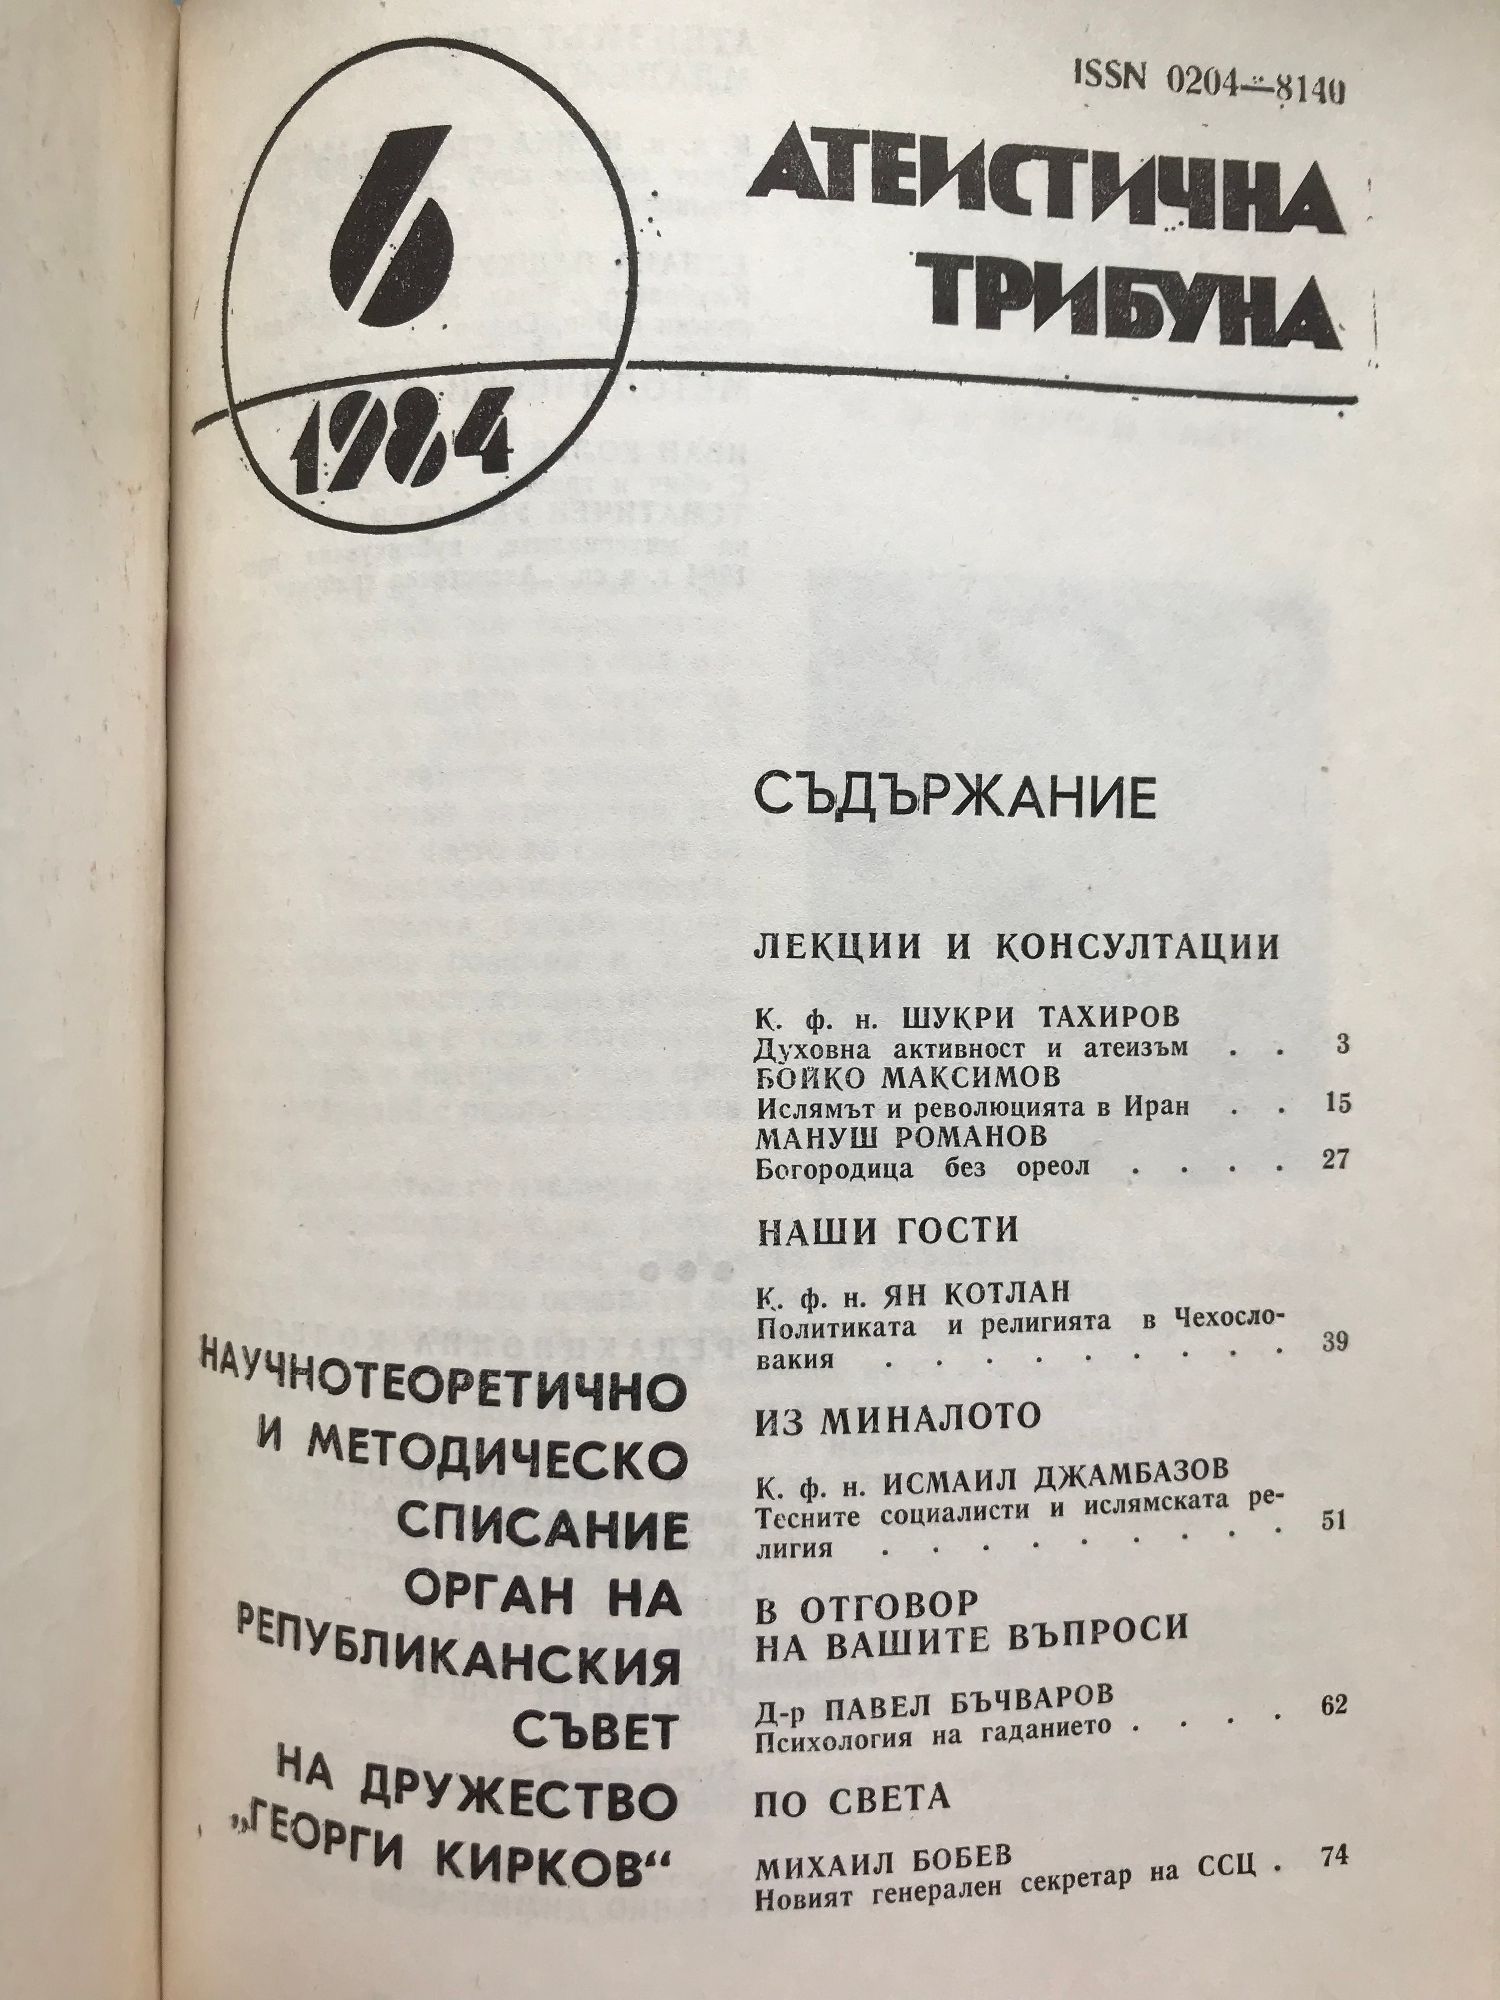 ISSN 0204—8140
6
1984
АТЕИСТИЧНА
ТРИБУНА
СЪДЪРЖАНИЕ
ЛЕКЦИИ И КОНСУЛТАЦИИ
К. ф. н. ШУКРИ ТАХИРОВ
Духовна активност и атеизъм . . 3
БОЙКО МАКСИМОВ
Ислямът и революцията в Иран . . 15
МАНУШ РОМАНОВ
Богородица без ореол . . . . 27
НАШИ ГОСТИ
К. ф. н. ЯН КОТЛАН
Политиката и религията в Чехосло-
вакия . . . . . . . . . 39
ИЗ МИНАЛОТО
К. ф. н. ИСМАИЛ ДЖАМБАЗОВ
Тесните социалисти и ислямската ре-
лигия . . . . . . . . . 51
В ОТГОВОР
НА ВАШИТЕ ВЪПРОСИ
Д-р ПАВЕЛ БЪЧВАРОВ
Психология на гаданието . . . . 62
ПО СВЕТА
МИХАИЛ БОБЕВ
Новият генерален секретар на ССЦ . 74
НАУЧНОТЕОРЕТИЧНО
И МЕТОДИЧЕСКО
СПИСАНИЕ
ОРГАН НА
РЕПУБЛИКАНСКИЯ
СЪВЕТ
НА ДРУЖЕСТВО
„ГЕОРГИ КИРКОВ“